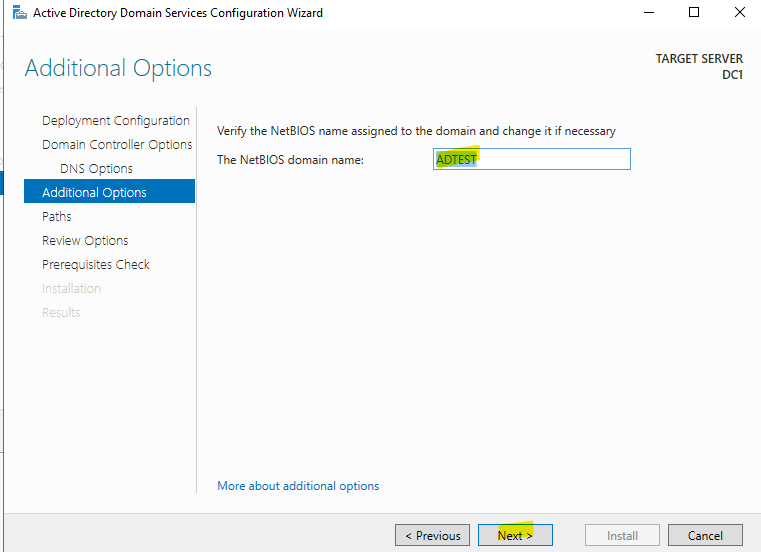 Active Directory Domain Services Configuration Wizard
Additional Options
TARGET SERVER
DC1
Deployment Configuration
Domain Controller Options
DNS Options
Additional Options
Paths
Review Options
Prerequisites Check
Installation
Results
Verify the NetBIOS name assigned to the domain and change it if necessary
The NetBIOS domain name: ADTEST
More about additional options
< Previous Next > Install Cancel